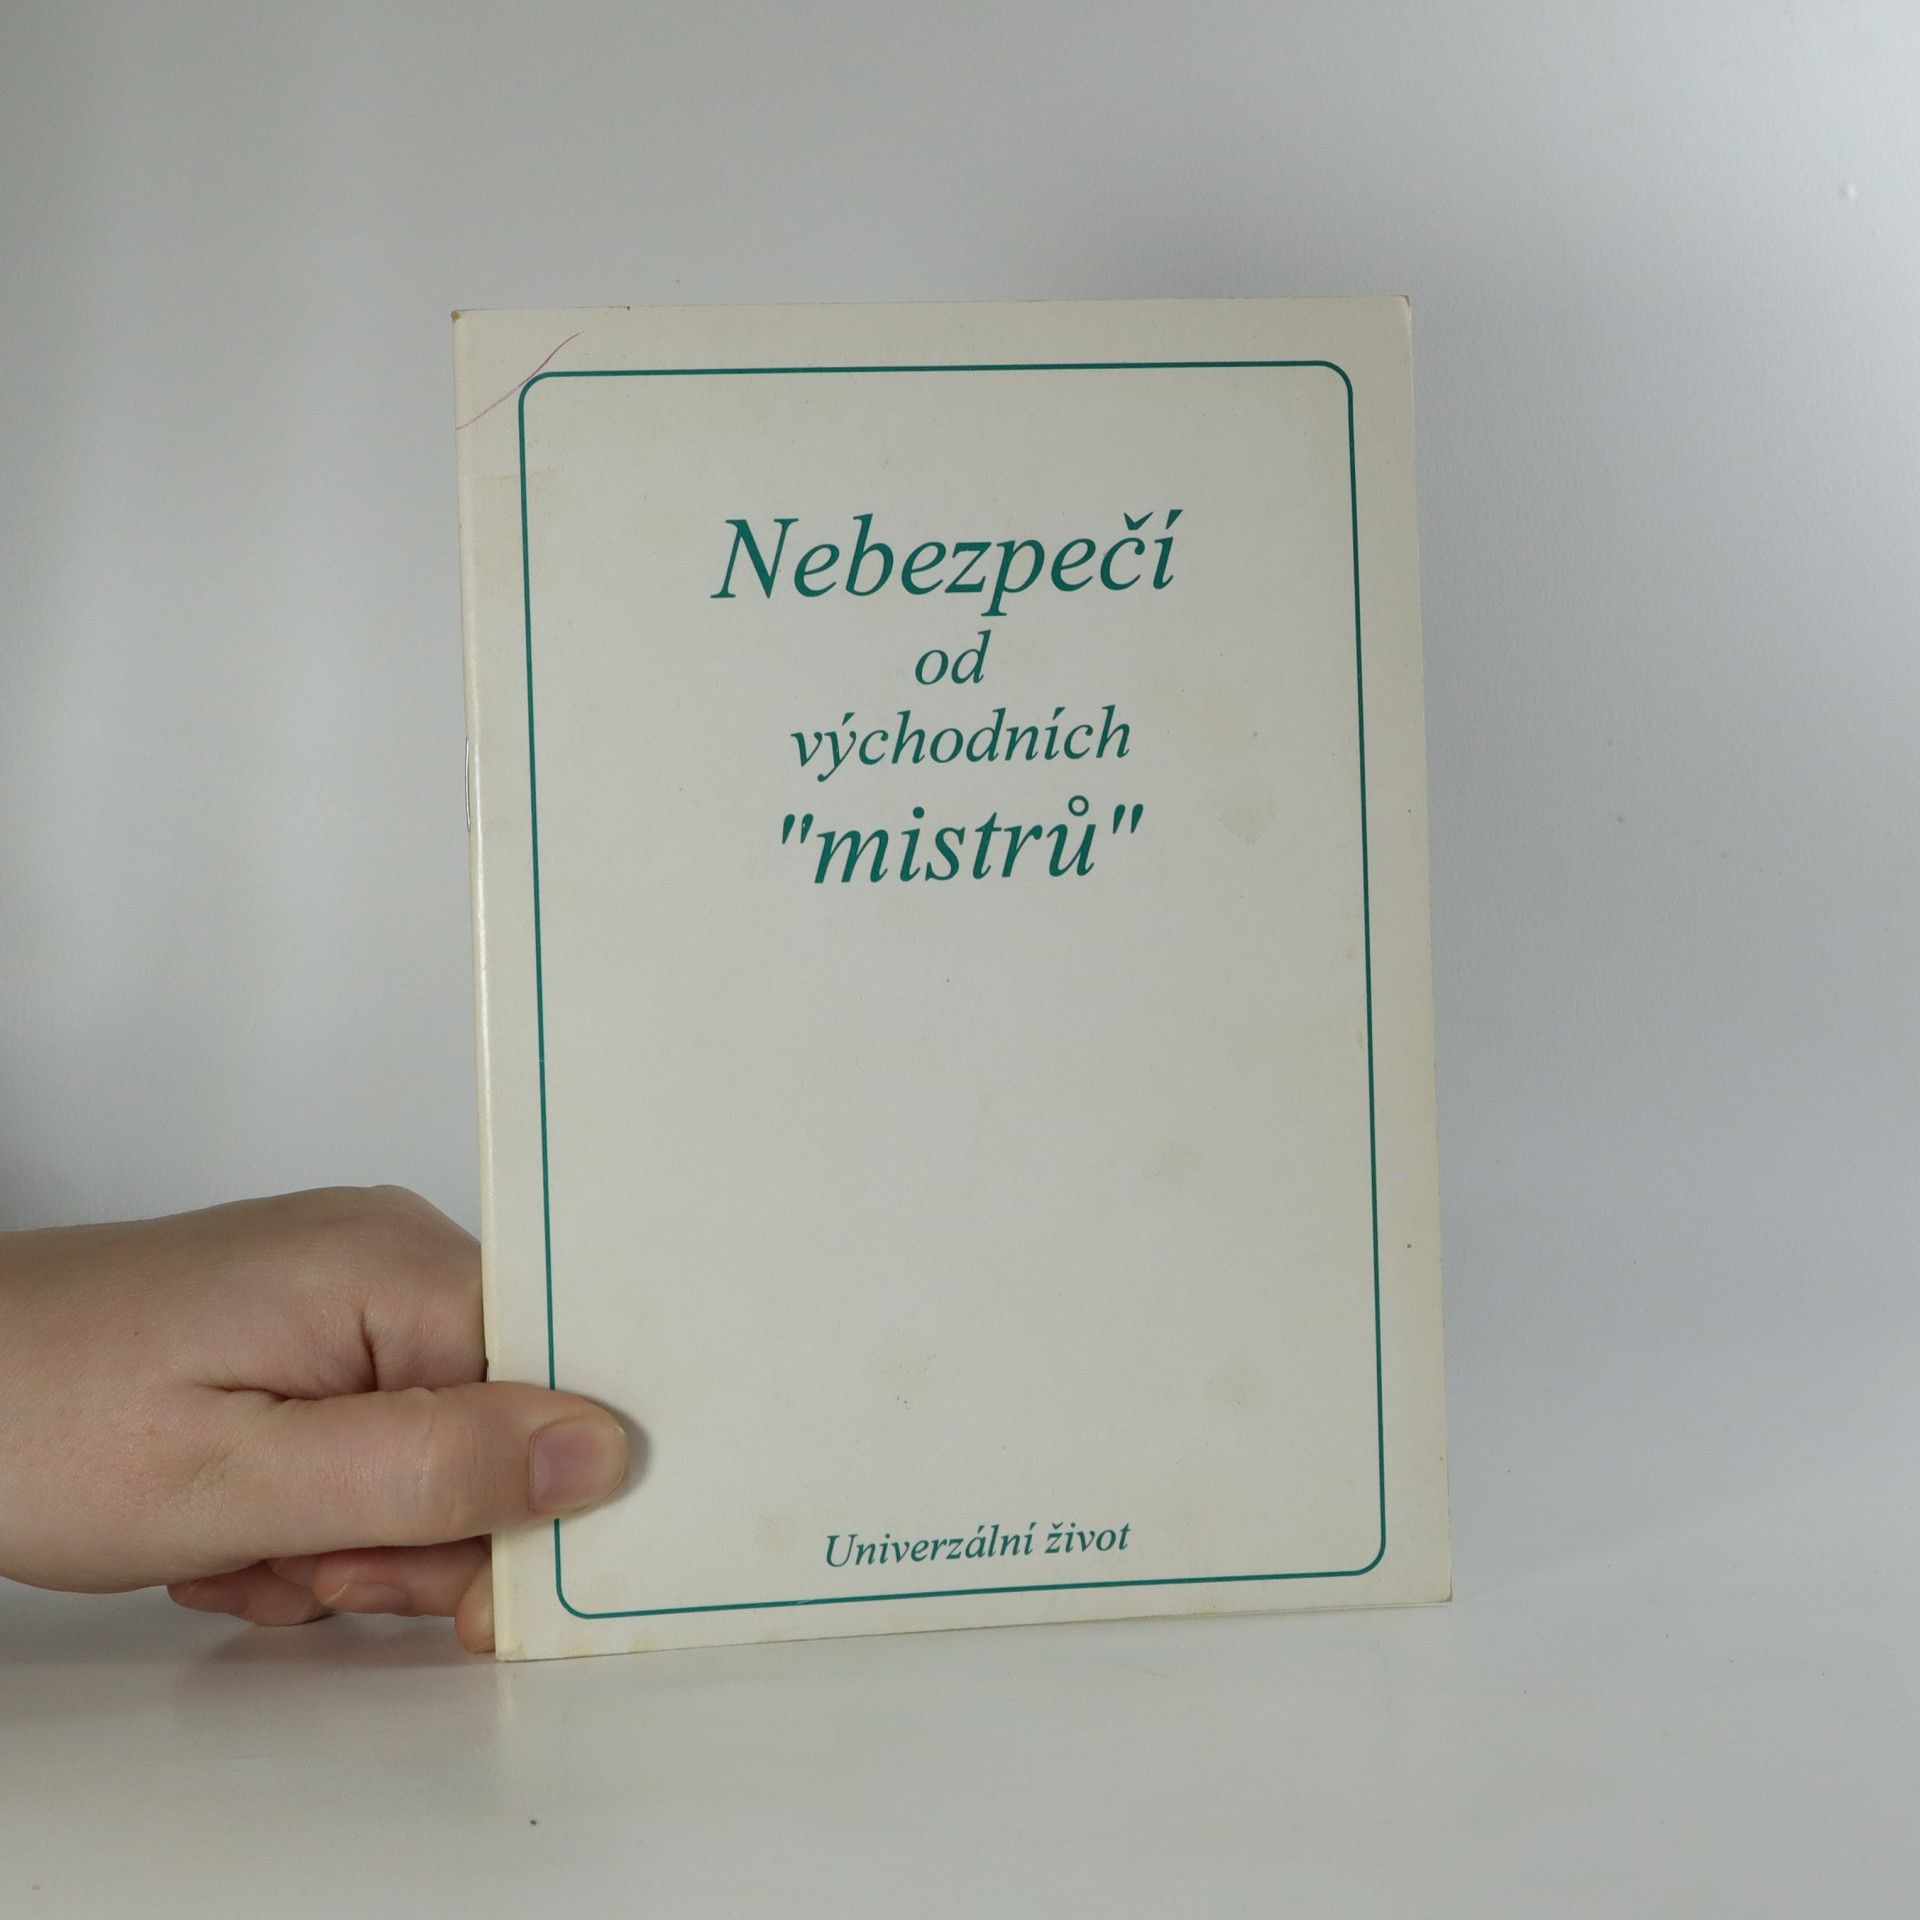 Nebezpečí
od
východních
"mistrů"
Univerzální život